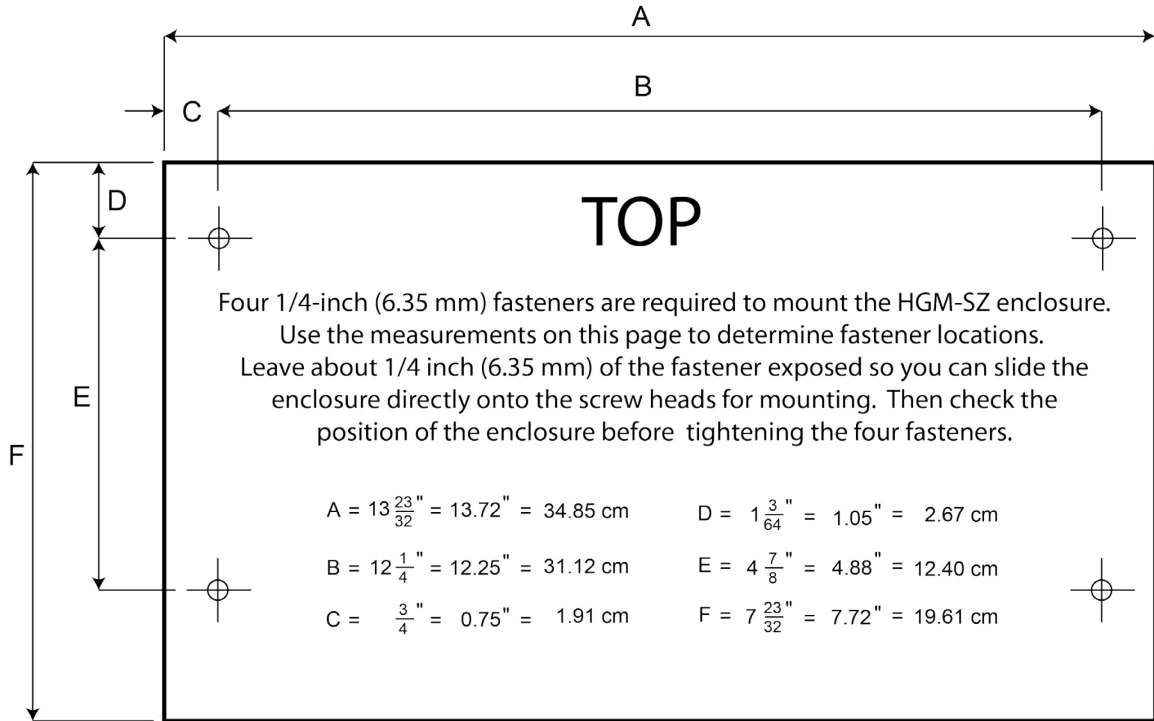 A
B
C
D
TOP
Four 1/4-inch (6.35 mm) fasteners are required to mount the HGM-SZ enclosure.
Use the measurements on this page to determine fastener locations.
Leave about 1/4 inch (6.35 mm) of the fastener exposed so you can slide the
enclosure directly onto the screw heads for mounting. Then check the
position of the enclosure before tightening the four fasteners.
E
F
A = 13 23/32" = 13.72" = 34.85 cm
B = 12 1/4" = 12.25" = 31.12 cm
C = 3/4" = 0.75" = 1.91 cm
D = 1 3/64" = 1.05" = 2.67 cm
E = 4 7/8" = 4.88" = 12.40 cm
F = 7 23/32" = 7.72" = 19.61 cm